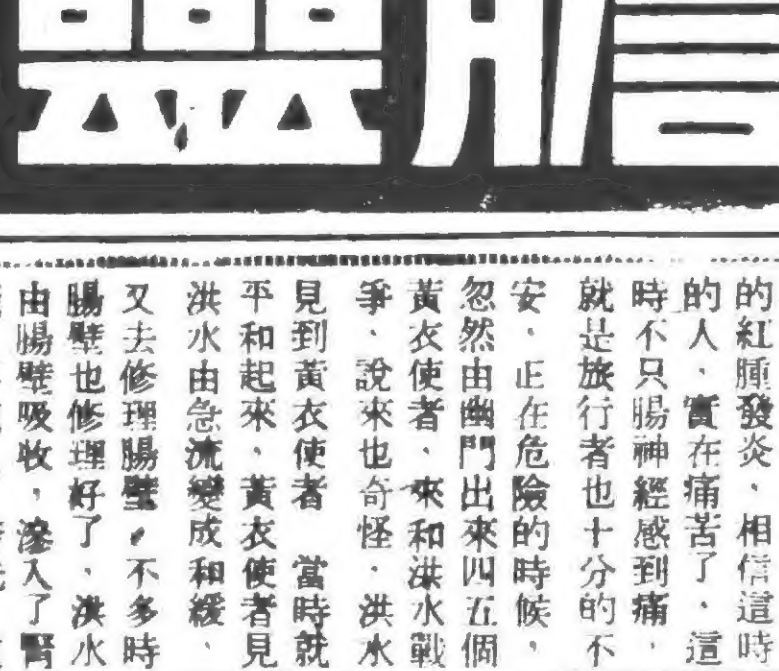 的紅腫發炎、相信這時
的人、實在痛苦了、這
時不只腸神經感到痛、
就是旅行者也十分的不
安、正在危險的時候、
忽然由幽門出來四五個
黃衣使者、來和洪水戰
爭、說來也奇怪、洪水
見到黃衣使者 當時就
平和起來、黃衣使者見
洪水由急流變成和緩、
又去修理腸壁、不多時
腸壁也修理好了、洪水
由腸壁吸收、滲入了腎